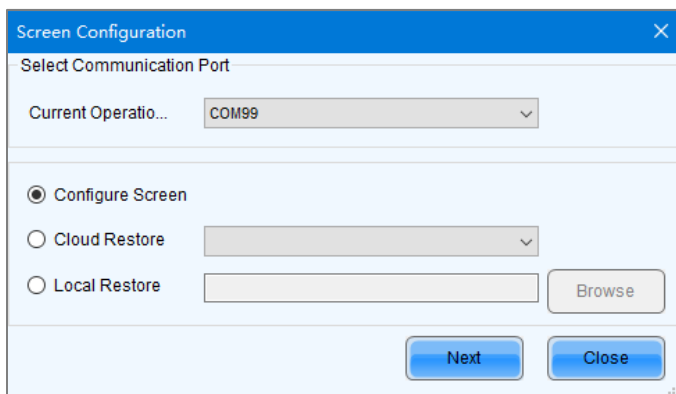 Screen Configuration
Select Communication Port
Current Operatio... COM99
Configure Screen
Cloud Restore
Local Restore Browse
Next Close